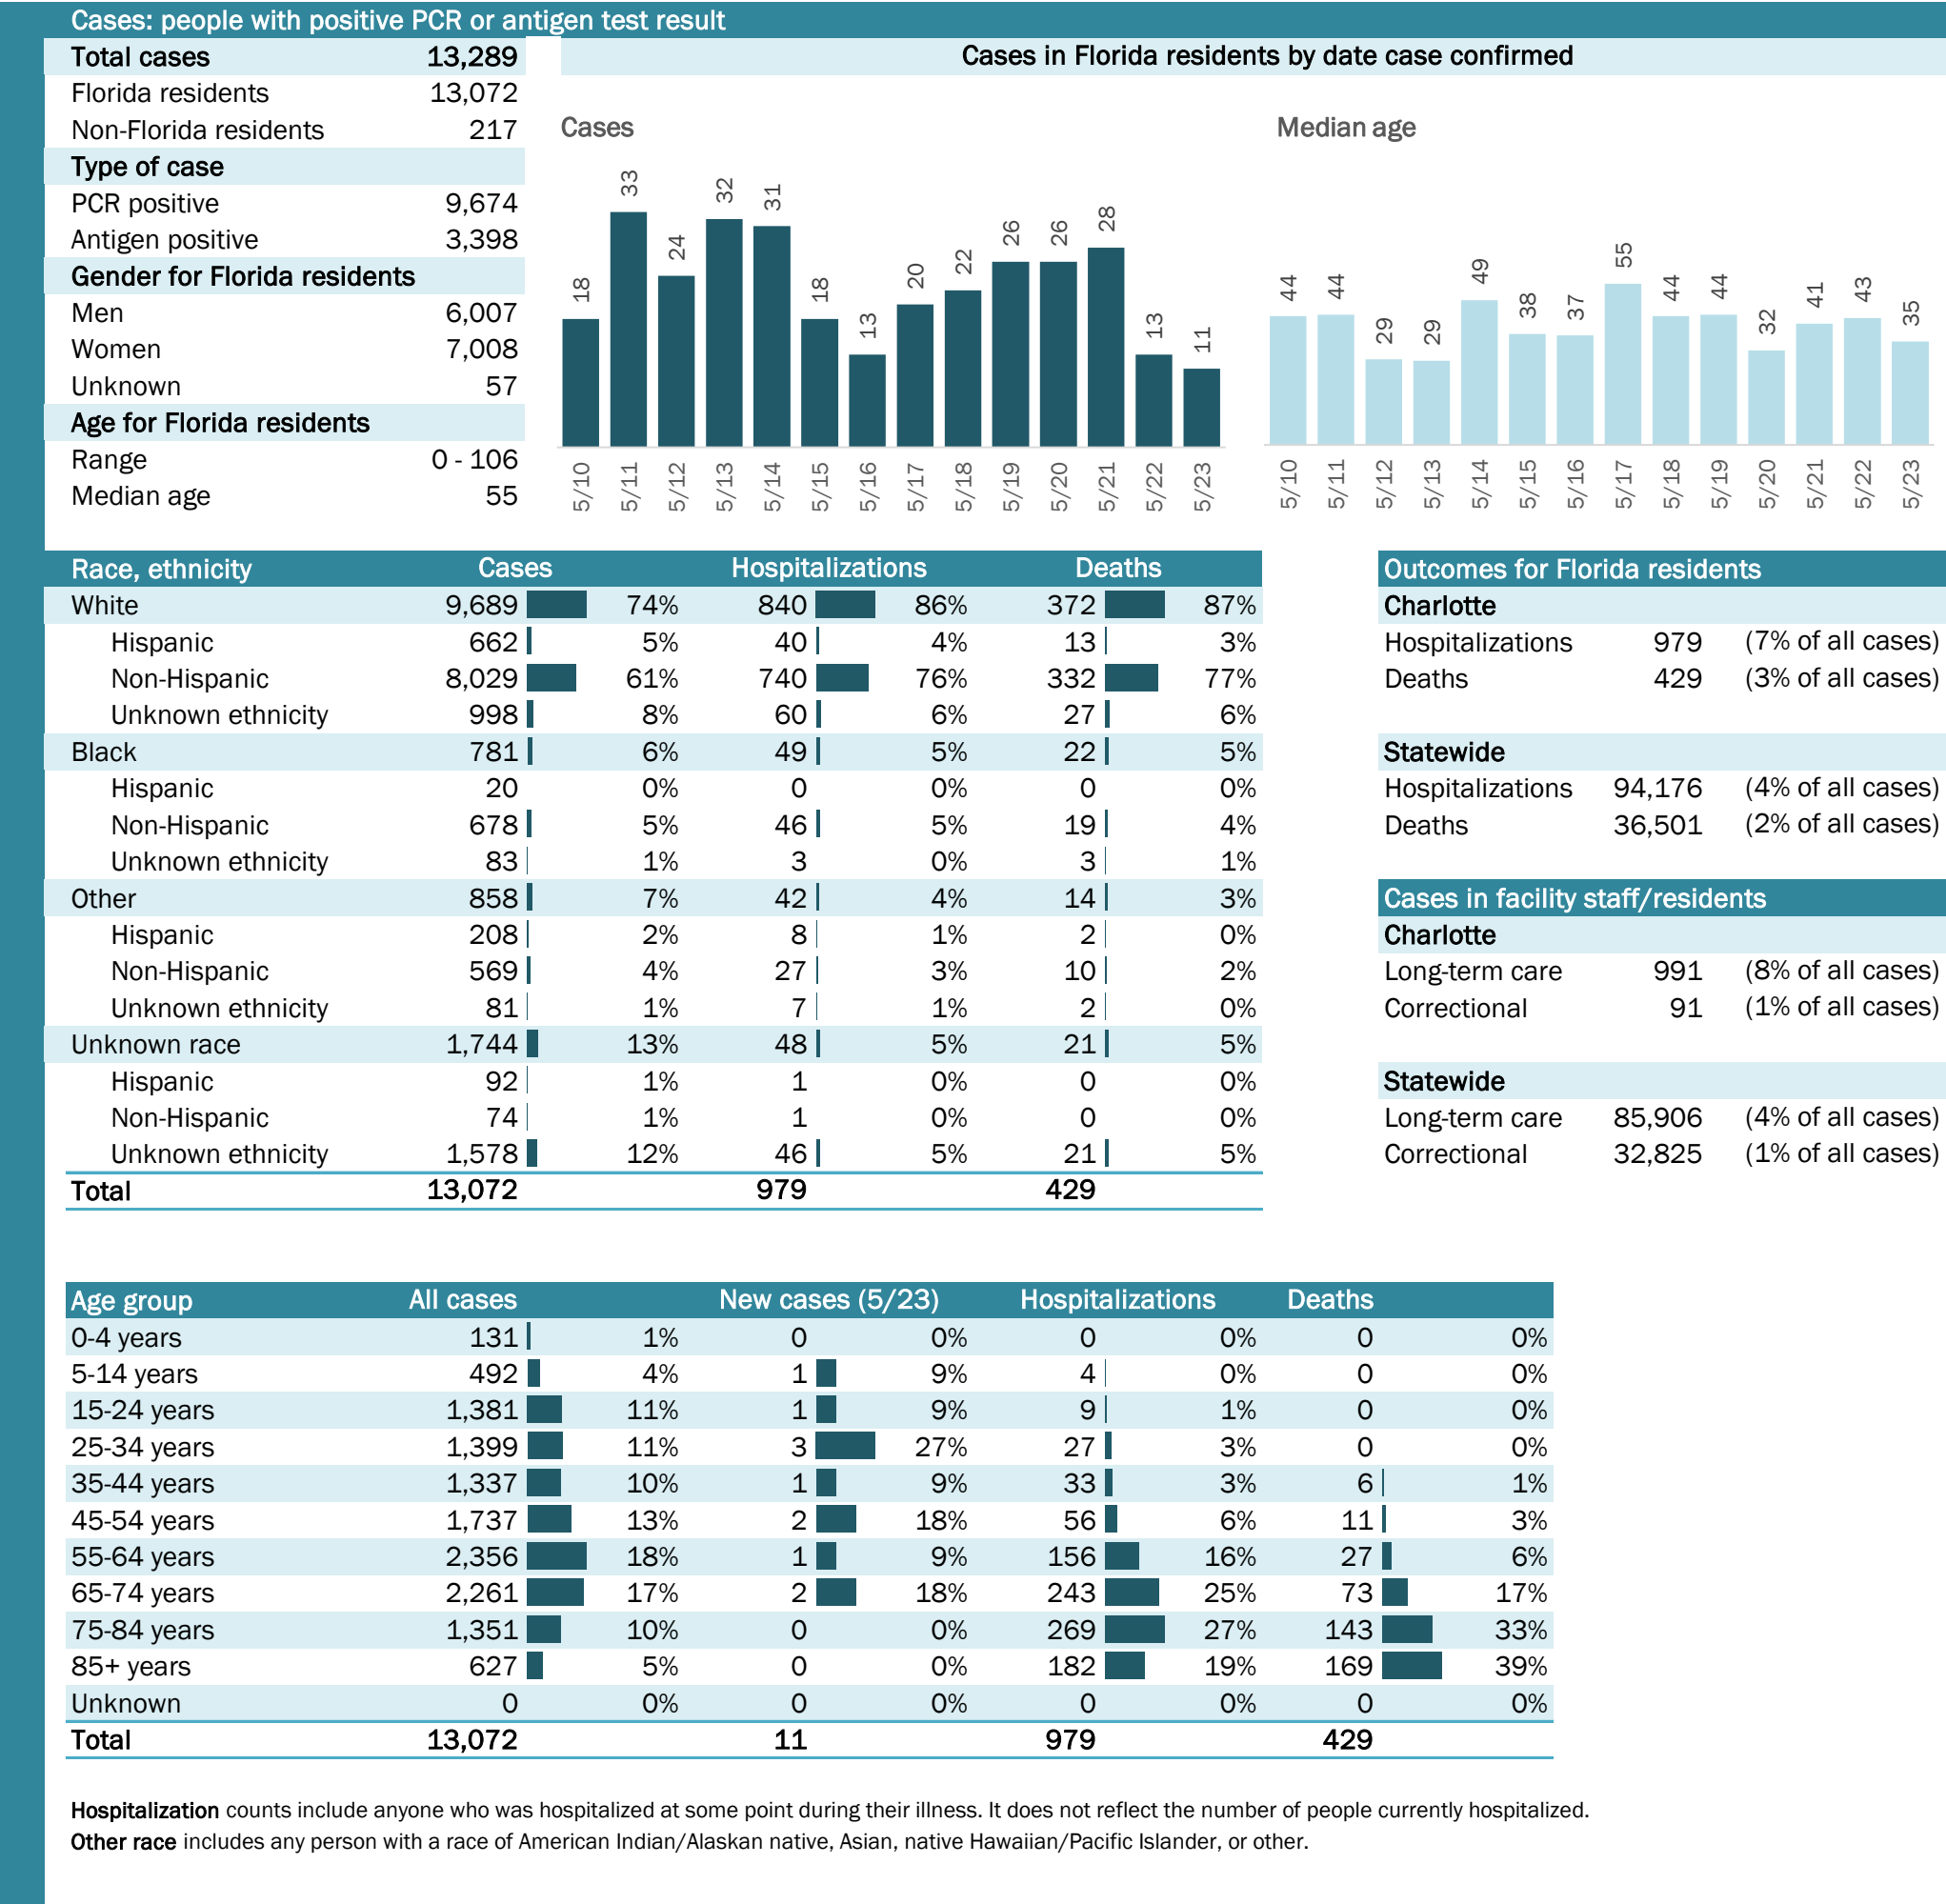 Cases: people with positive PCR or antigen test result
Total cases 13,289
Florida residents 13,072
Non-Florida residents 217
Type of case
PCR positive 9,674
Antigen positive 3,398
Gender for Florida residents
Men 6,007
Women 7,008
Unknown 57
Age for Florida residents
Range 0 - 106
Median age 55
Cases in Florida residents by date case confirmed
Cases
18 33 24 32 31 18 13 20 22 26 26 28 13 11
5/10 5/11 5/12 5/13 5/14 5/15 5/16 5/17 5/18 5/19 5/20 5/21 5/22 5/23
Median age
44 44 29 29 49 38 37 55 44 44 32 41 43 35
5/10 5/11 5/12 5/13 5/14 5/15 5/16 5/17 5/18 5/19 5/20 5/21 5/22 5/23
Race, ethnicity Cases Hospitalizations Deaths
White 9,689 74% 840 86% 372 87%
Hispanic 662 5% 40 4% 13 3%
Non-Hispanic 8,029 61% 740 76% 332 77%
Unknown ethnicity 998 8% 60 6% 27 6%
Black 781 6% 49 5% 22 5%
Hispanic 20 0% 0 0% 0 0%
Non-Hispanic 678 5% 46 5% 19 4%
Unknown ethnicity 83 1% 3 0% 3 1%
Other 858 7% 42 4% 14 3%
Hispanic 208 2% 8 1% 2 0%
Non-Hispanic 569 4% 27 3% 10 2%
Unknown ethnicity 81 1% 7 1% 2 0%
Unknown race 1,744 13% 48 5% 21 5%
Hispanic 92 1% 1 0% 0 0%
Non-Hispanic 74 1% 1 0% 0 0%
Unknown ethnicity 1,578 12% 46 5% 21 5%
Total 13,072 979 429
Outcomes for Florida residents
Charlotte
Hospitalizations 979 (7% of all cases)
Deaths 429 (3% of all cases)
Statewide
Hospitalizations 94,176 (4% of all cases)
Deaths 36,501 (2% of all cases)
Cases in facility staff/residents
Charlotte
Long-term care 991 (8% of all cases)
Correctional 91 (1% of all cases)
Statewide
Long-term care 85,906 (4% of all cases)
Correctional 32,825 (1% of all cases)
Age group All cases New cases (5/23) Hospitalizations Deaths
0-4 years 131 1% 0 0% 0 0% 0 0%
5-14 years 492 4% 1 9% 4 0% 0 0%
15-24 years 1,381 11% 1 9% 9 1% 0 0%
25-34 years 1,399 11% 3 27% 27 3% 0 0%
35-44 years 1,337 10% 1 9% 33 3% 6 1%
45-54 years 1,737 13% 2 18% 56 6% 11 3%
55-64 years 2,356 18% 1 9% 156 16% 27 6%
65-74 years 2,261 17% 2 18% 243 25% 73 17%
75-84 years 1,351 10% 0 0% 269 27% 143 33%
85+ years 627 5% 0 0% 182 19% 169 39%
Unknown 0 0% 0 0% 0 0% 0 0%
Total 13,072 11 979 429
Hospitalization counts include anyone who was hospitalized at some point during their illness. It does not reflect the number of people currently hospitalized.
Other race includes any person with a race of American Indian/Alaskan native, Asian, native Hawaiian/Pacific Islander, or other.